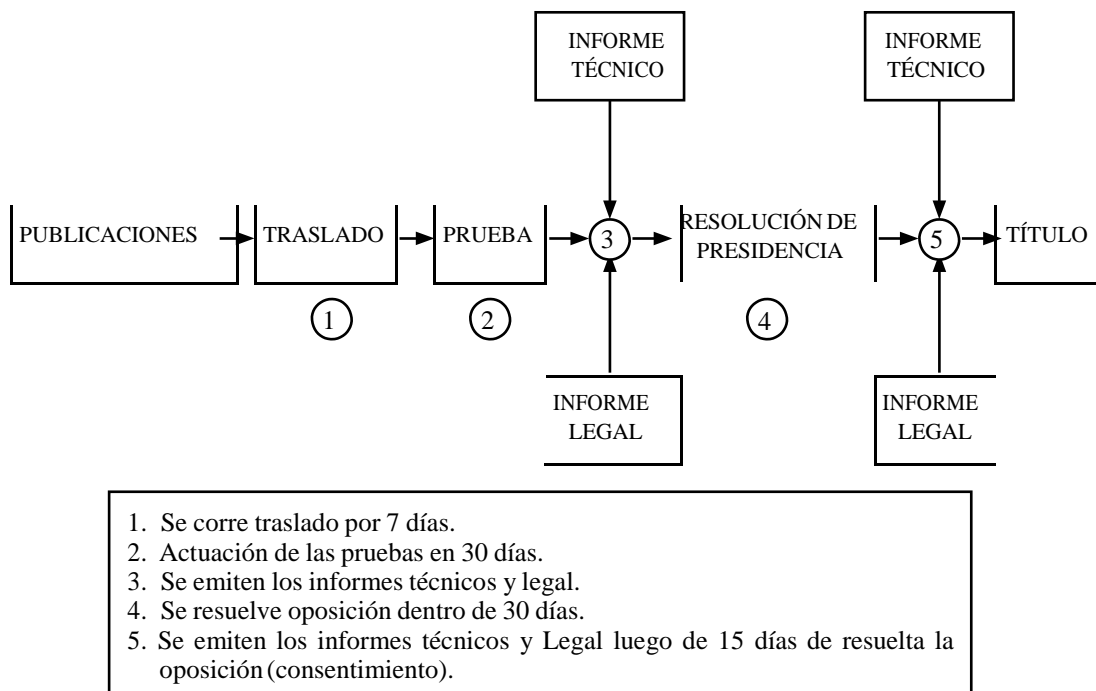 INFORME
TÉCNICO
INFORME
TÉCNICO
PUBLICACIONES
TRASLADO
PRUEBA
3
RESOLUCIÓN DE
PRESIDENCIA
5
TÍTULO
1
2
4
INFORME
LEGAL
INFORME
LEGAL
1. Se corre traslado por 7 días.
2. Actuación de las pruebas en 30 días.
3. Se emiten los informes técnicos y legal.
4. Se resuelve oposición dentro de 30 días.
5. Se emiten los informes técnicos y Legal luego de 15 días de resuelta la
oposición (consentimiento).